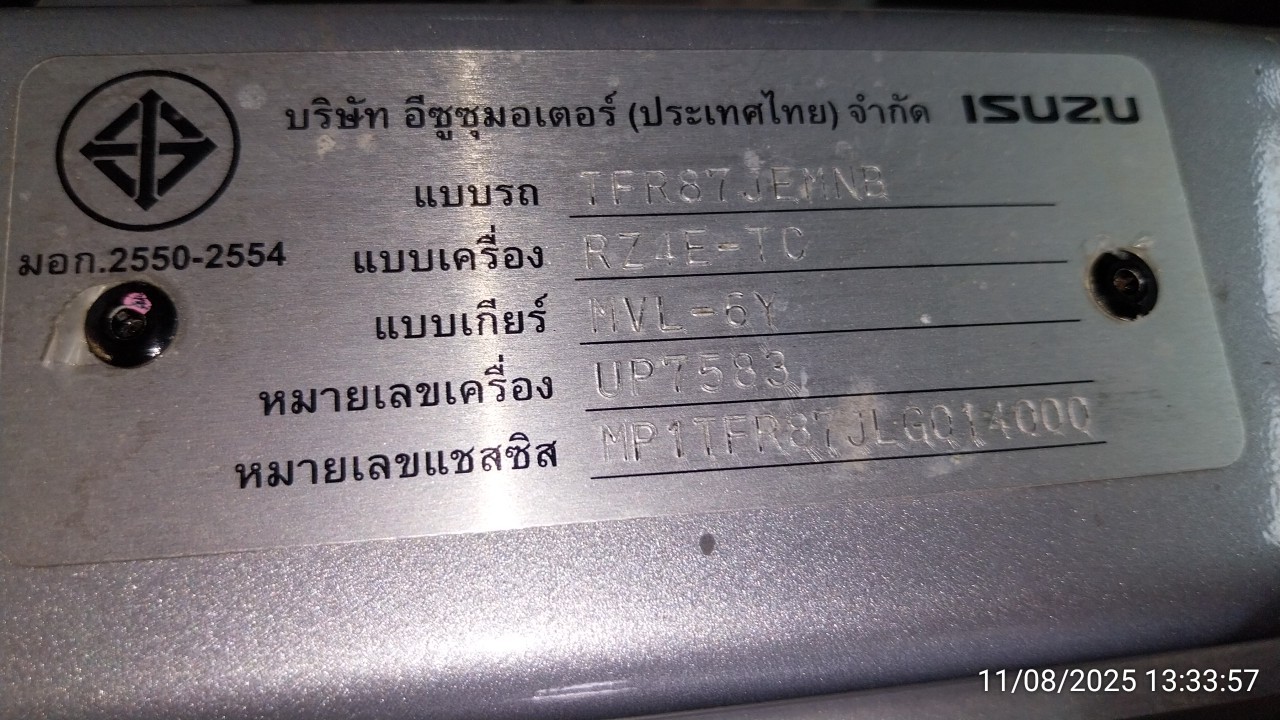 บริษัท อีซูซุมอเตอร์ (ประเทศไทย) จำกัด ISUZU
แบบรถ TFR87JEMNB
มอก.2550-2554
แบบเครื่อง RZ4E-TC
แบบเกียร์ MVL-6Y
หมายเลขเครื่อง UP7583
หมายเลขแชสซิส MP1TFR87JLG014000
11/08/2025 13:33:57